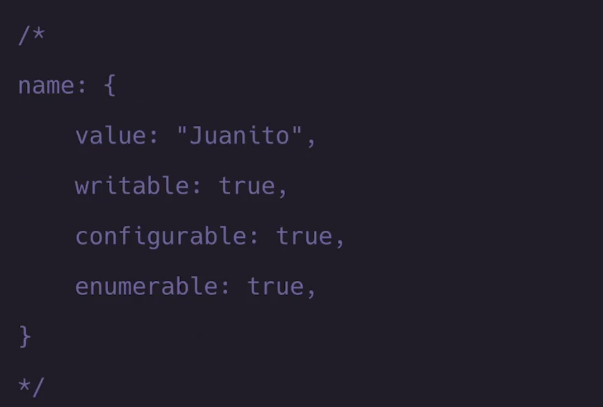 /*
name: {
    value: "Juanito",
    writable: true,
    configurable: true,
    enumerable: true,
}
*/